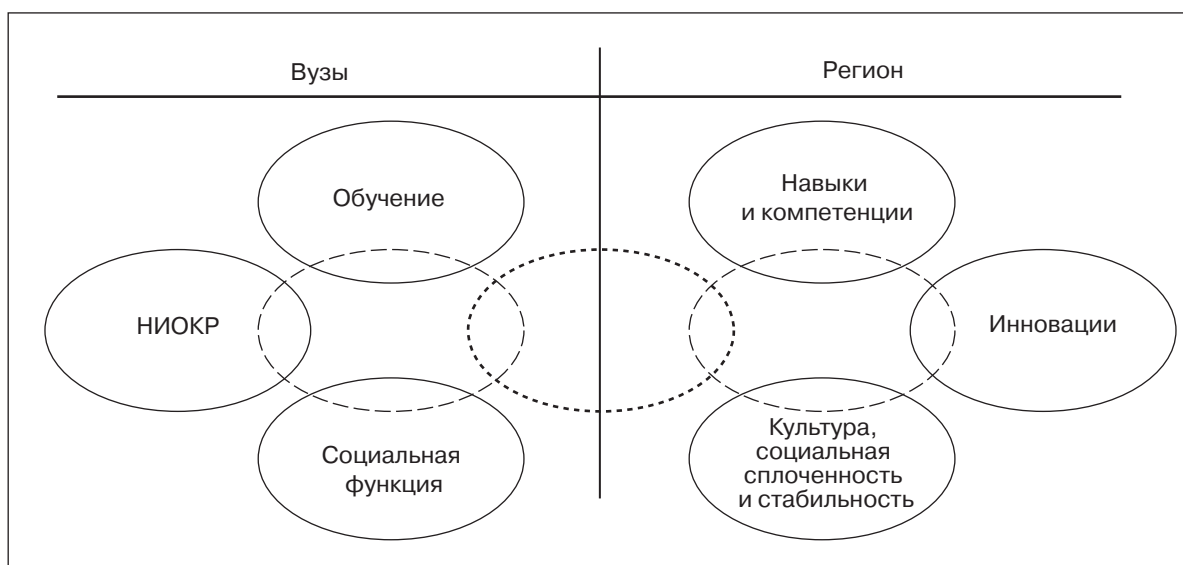 Вузы
Регион
Обучение
Навыки
и компетенции
НИОКР
Инновации
Социальная
функция
Культура,
социальная
сплоченность
и стабильность